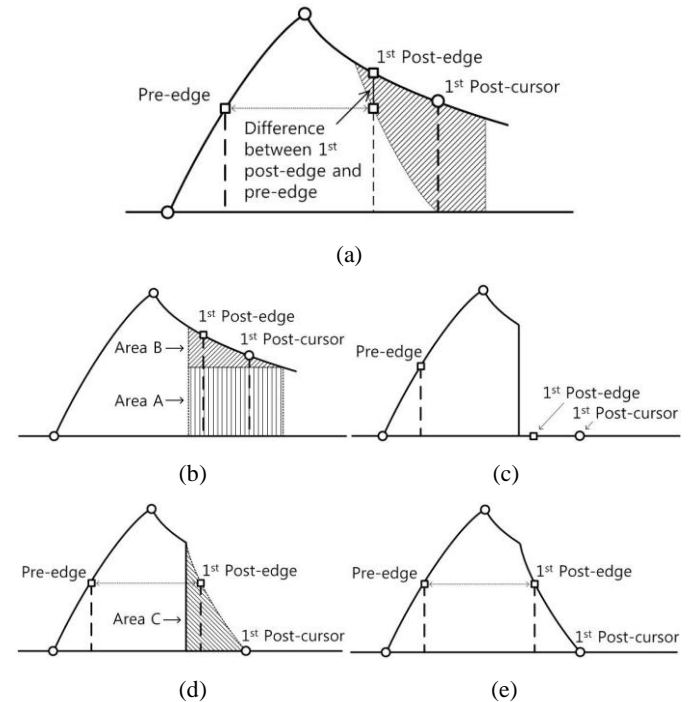 1st Post-edge
Pre-edge
1st Post-cursor
Difference
between 1st
post-edge and
pre-edge
(a)
1st Post-edge
1st Post-cursor
Area B
Area A
(b)
Pre-edge
1st Post-edge
1st Post-cursor
(c)
Pre-edge
1st Post-edge
Area C
1st Post-cursor
(d)
Pre-edge
1st Post-edge
1st Post-cursor
(e)